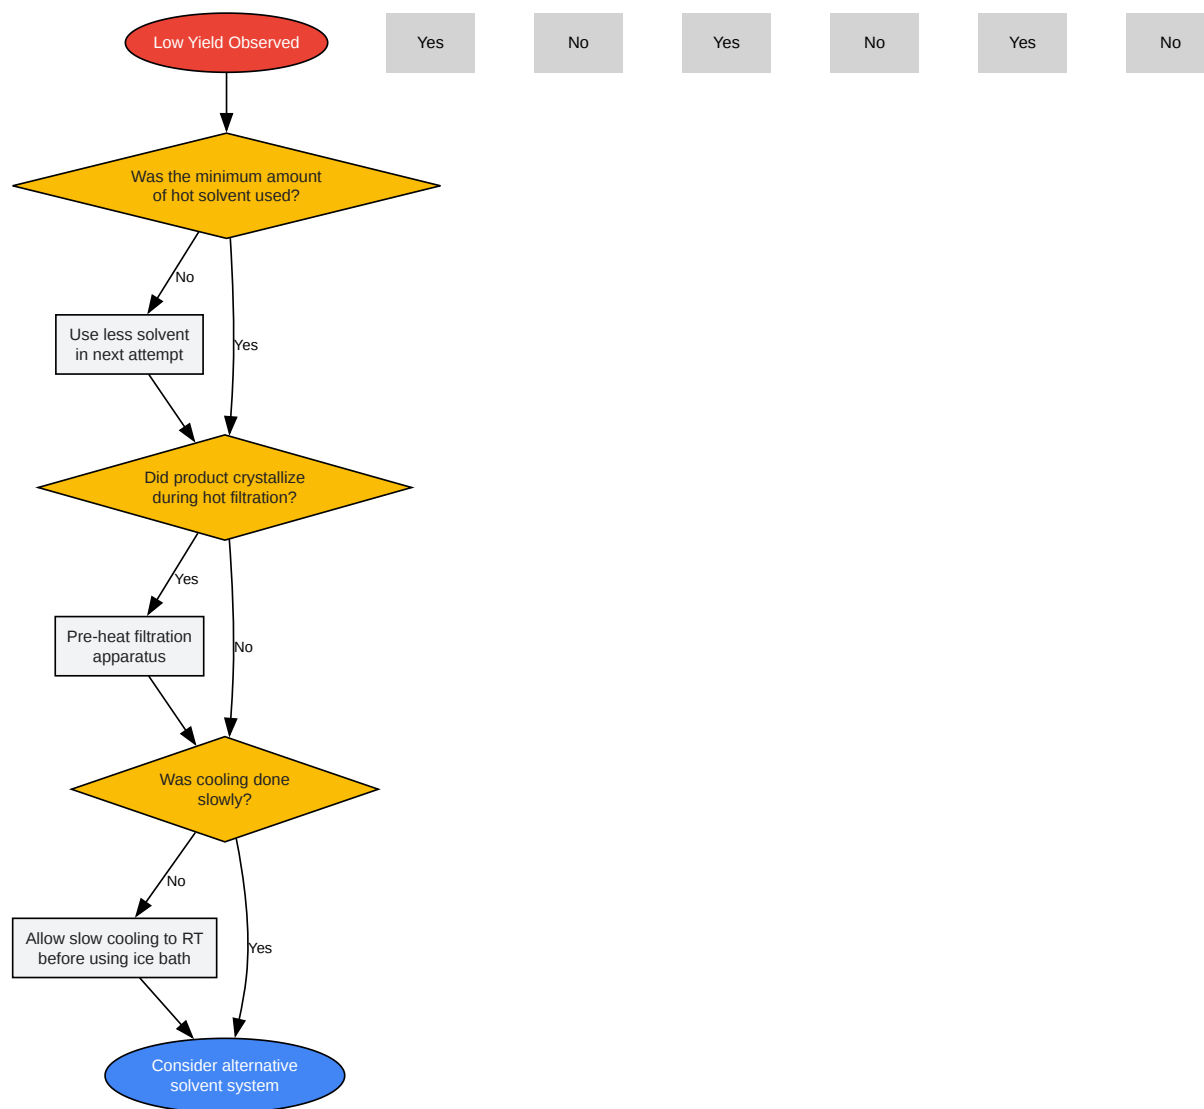 Low Yield Observed
Yes
No
Yes
No
Yes
No
Was the minimum amount
of hot solvent used?
No
Use less solvent
in next attempt
Yes
Did product crystallize
during hot filtration?
Yes
Pre-heat filtration
apparatus
No
Was cooling done
slowly?
No
Allow slow cooling to RT
before using ice bath
Yes
Consider alternative
solvent system